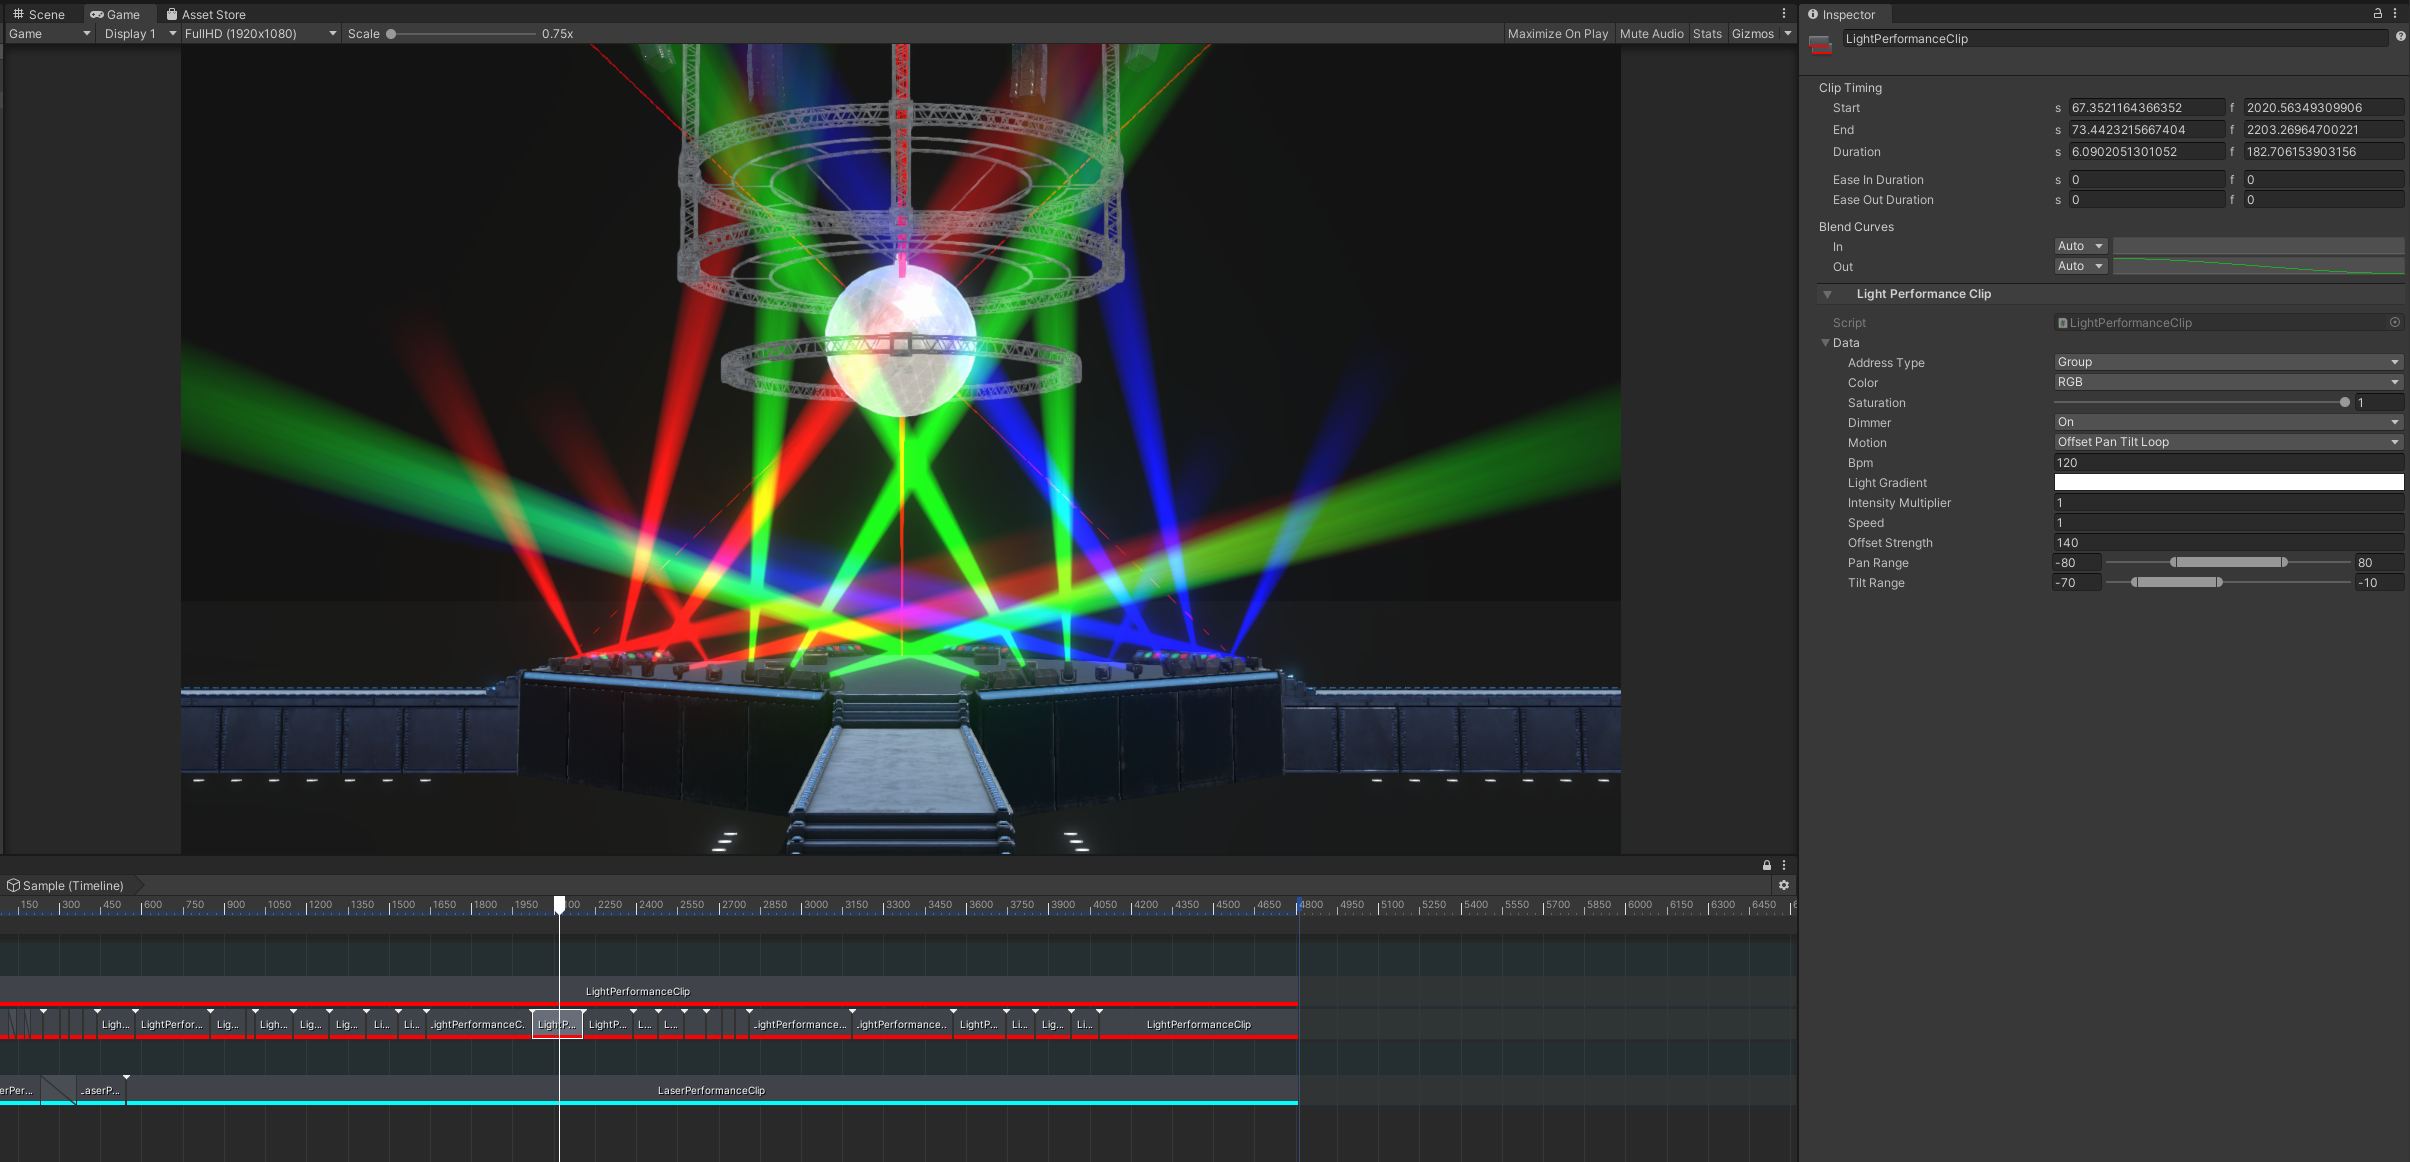 Scene Game Asset Store
Game Display 1 FullHD (1920x1080) Scale 0.75x Maximize On Play Mute Audio Stats Gizmos
Inspector
LightPerformanceClip
Clip Timing
Start s 67.3521164366352 f 2020.56349309906
End s 73.4423215667404 f 2203.26964700221
Duration s 6.0902051301052 f 182.706153903156
Ease In Duration s 0 f 0
Ease Out Duration s 0 f 0
Blend Curves
In Auto
Out Auto
Light Performance Clip
Script LightPerformanceClip
Data
Address Type Group
Color RGB
Saturation 1
Dimmer On
Motion Offset Pan Tilt Loop
Bpm 120
Light Gradient
Intensity Multiplier 1
Speed 1
Offset Strength 140
Pan Range -80 80
Tilt Range -70 -10
Sample (Timeline)
150 300 450 600 750 900 1050 1200 1350 1500 1650 1800 1950 00 2250 2400 2550 2700 2850 3000 3150 3300 3450 3600 3750 3900 4050 4200 4350 4500 4650 4800 4950 5100 5250 5400 5550 5700 5850 6000 6150 6300 6450
LightPerformanceClip
Ligh... LightPerfor... Lig... Ligh... Lig... Lig... Li... Li... .ightPerformanceC. LightP... LightP... L... L... .ightPerformance... .ightPerformance.. LightP... Li... Lig... Li... LightPerformanceClip
erPer... .aserP... LaserPerformanceClip